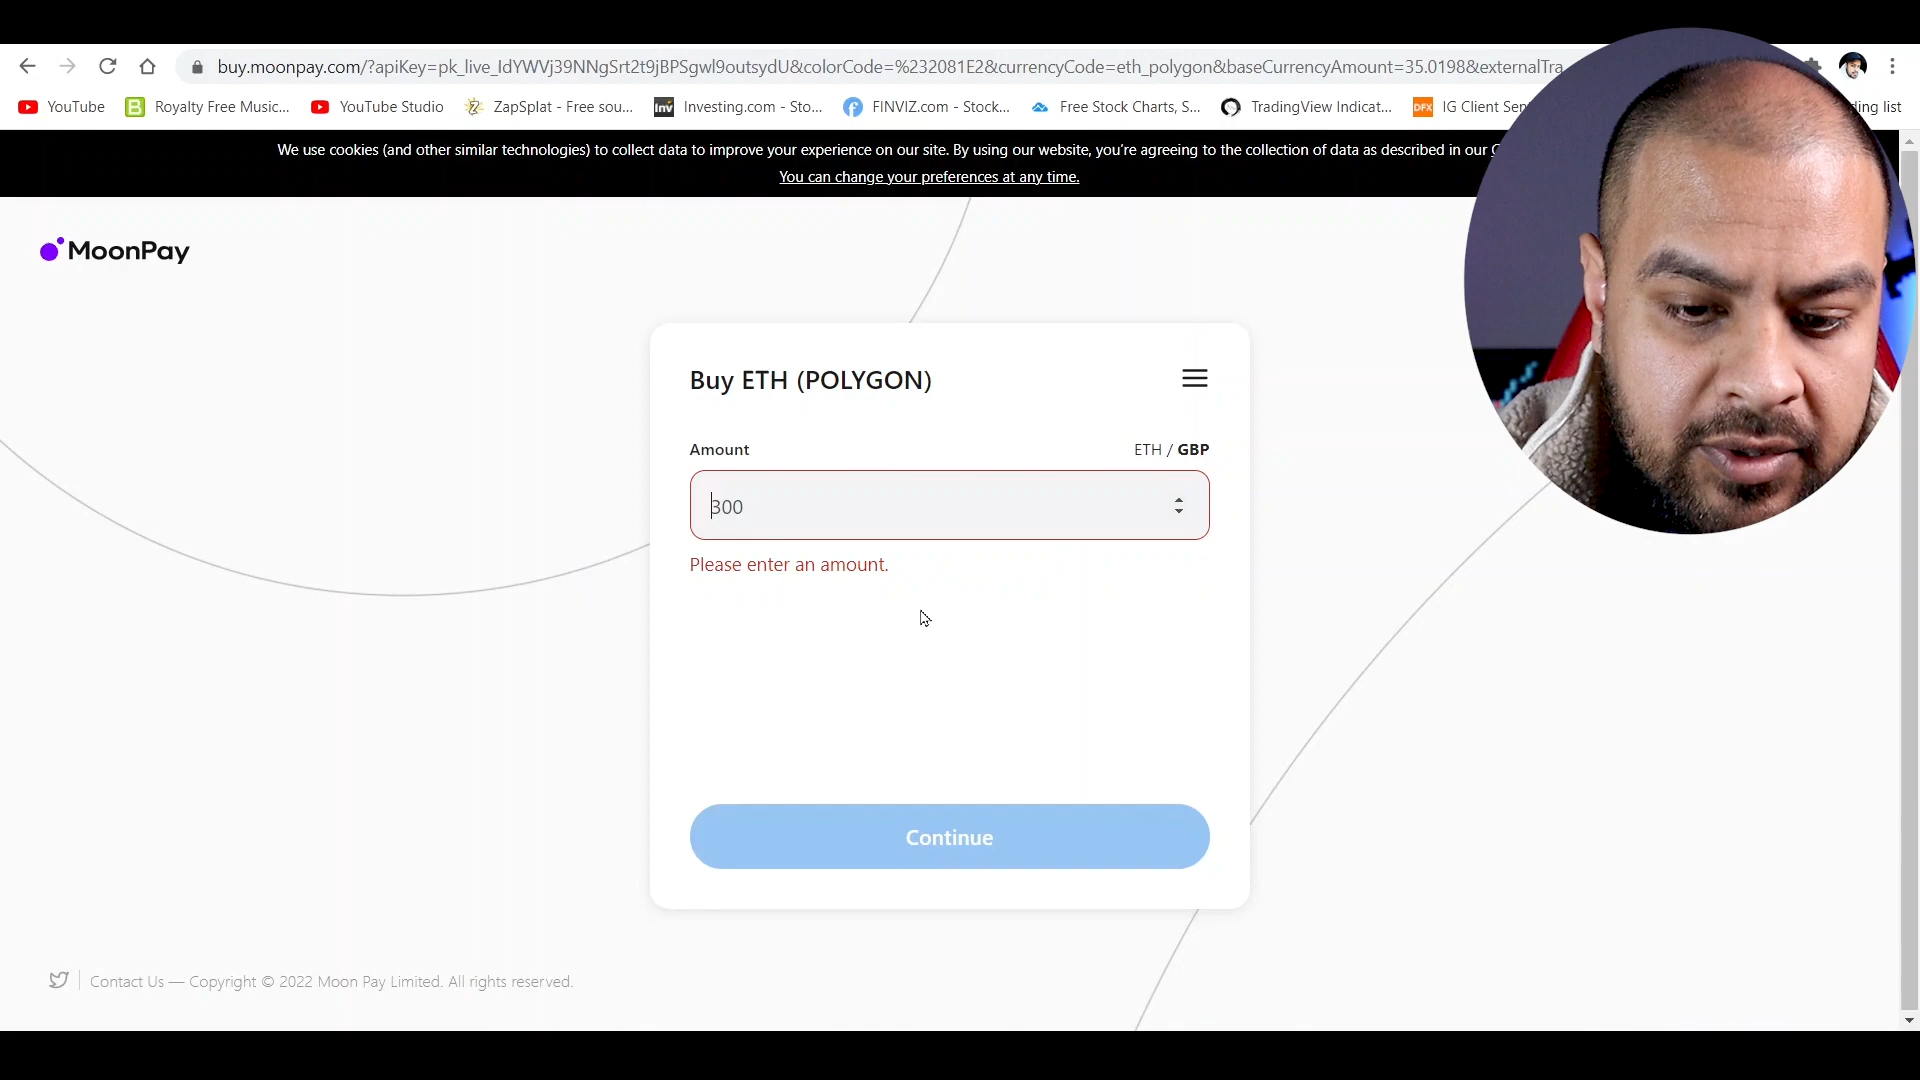 buy.moonpay.com/?apiKey=pk_live_IdYWVj39NNgSrt2t9jBPSgwl9outsydU&colorCode=%232081E2&currencyCode=eth_polygon&baseCurrencyAmount=35.0198&externalTra
YouTube Royalty Free Music... YouTube Studio ZapSplat - Free sou... Inv Investing.com - Sto... FINVIZ.com - Stock... Free Stock Charts, S... TradingView Indicat... DFX IG Client Sen ding list
We use cookies (and other similar technologies) to collect data to improve your experience on our site. By using our website, you're agreeing to the collection of data as described in our
You can change your preferences at any time.
MoonPay
Buy ETH (POLYGON)
Amount ETH / GBP
300
Please enter an amount.
Continue
Contact Us — Copyright © 2022 Moon Pay Limited. All rights reserved.